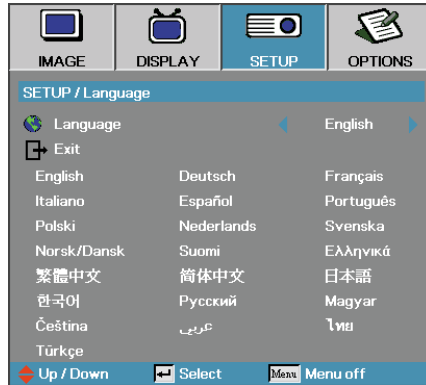 IMAGE DISPLAY SETUP OPTIONS
SETUP / Language
Language English
Exit
English Deutsch Français
Italiano Español Português
Polski Nederlands Svenska
Norsk/Dansk Suomi Ελληνικά
繁體中文 简体中文 日本語
한국어 Русский Magyar
Čeština عربي ไทย
Türkçe
Up / Down Select Menu Menu off